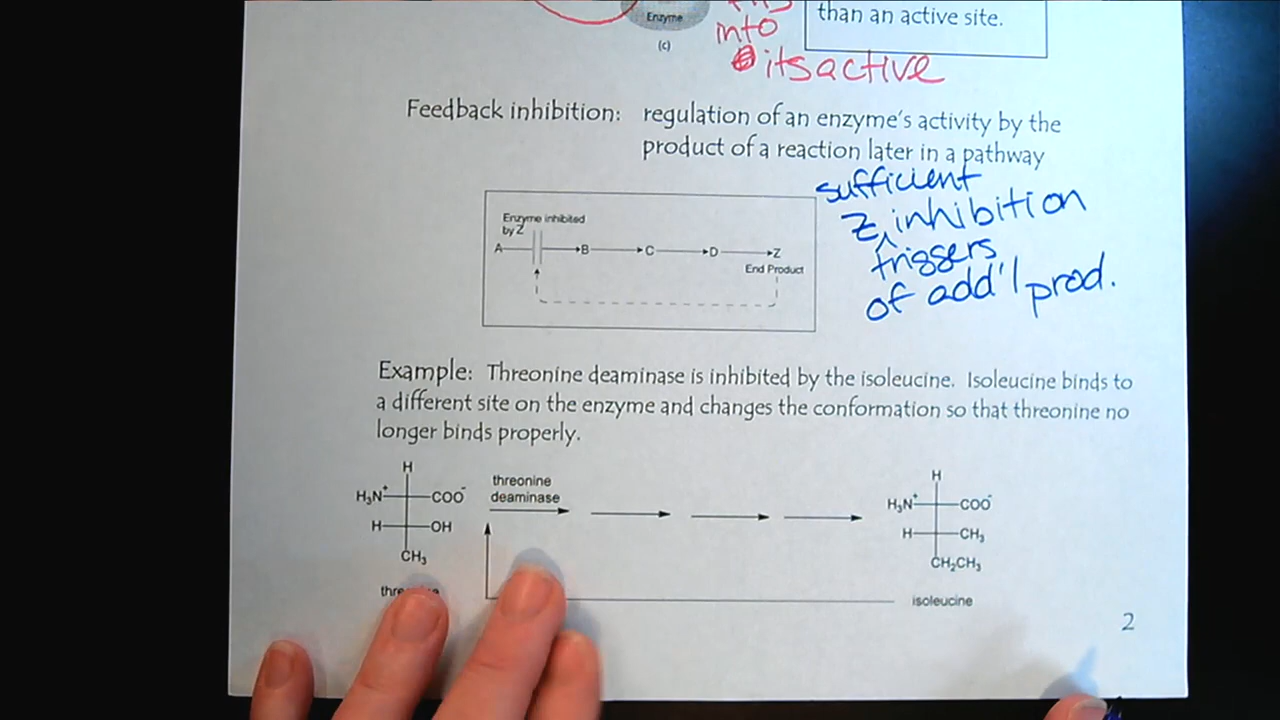 Enzyme
(c)
into
its active
than an active site.
Feedback inhibition: regulation of an enzyme's activity by the
product of a reaction later in a pathway
sufficient
Z inhibition
triggers
of add'l prod.
Enzyme inhibited
by Z
A B C D Z
End Product
Example: Threonine deaminase is inhibited by the isoleucine. Isoleucine binds to
a different site on the enzyme and changes the conformation so that threonine no
longer binds properly.
H
H₃N⁺ COO⁻
H OH
CH₃
threonine
deaminase
H
H₃N⁺ COO⁻
H CH₃
CH₂CH₃
isoleucine
2